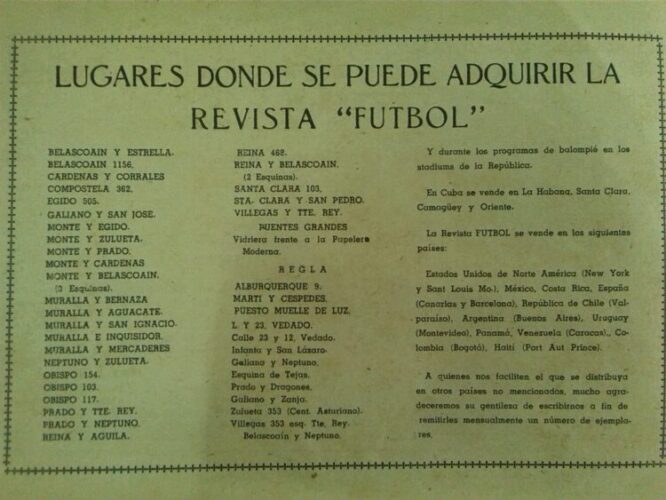 LUGARES DONDE SE PUEDE ADQUIRIR LA
REVISTA "FUTBOL"
BELASCOAIN Y ESTRELLA.
BELASCOAIN 1156.
CARDENAS Y CORRALES
COMPOSTELA 362.
EGIDO 505.
GALIANO Y SAN JOSE.
MONTE Y EGIDO.
MONTE Y ZULUETA.
MONTE Y PRADO.
MONTE Y CARDENAS
MONTE Y BELASCOAIN.
(2 Esquinas).
MURALLA Y BERNAZA
MURALLA Y AGUACATE.
MURALLA Y SAN IGNACIO.
MURALLA E INQUISIDOR.
MURALLA Y MERCADERES
NEPTUNO Y ZULUETA.
OBISPO 154.
OBISPO 103.
OBISPO 117.
PRADO Y TTE. REY.
PRADO Y NEPTUNO.
REINA Y AGUILA.
REINA 468.
REINA Y BELASCOAIN.
(2 Esquinas).
SANTA CLARA 103.
STA. CLARA Y SAN PEDRO.
VILLEGAS Y TTE. REY.
PUENTES GRANDES
Vidriera frente a la Papelera
Moderna.
REGLA
ALBURQUERQUE 9.
MARTI Y CESPEDES.
PUESTO MUELLE DE LUZ.
L Y 23, VEDADO.
Calle 23 y 12, Vedado.
Infanta y San Lázaro.
Galiano y Neptuno.
Esquina de Tejas.
Prado y Dragones.
Galiano y Zanja.
Zulueta 353 (Cent. Asturiano).
Villegas 353 esq. Tte. Rey.
Belascoaín y Neptuno.
Y durante los programas de balompié en los
stadiums de la República.
En Cuba se vende en La Habana, Santa Clara,
Camagüey y Oriente.
La Revista FUTBOL se vende en los siguientes
países:
Estados Unidos de Norte América (New York
y Sant Louis Mo.), México, Costa Rica, España
(Canarias y Barcelona), República de Chile (Val-
paraíso), Argentina (Buenos Aires), Uruguay
(Montevideo), Panamá, Venezuela (Caracas),, Co-
lombia (Bogotá), Haití (Port Aut Prince).
A quienes nos faciliten el que se distribuya
en otros países no mencionados, mucho agra-
deceremos su gentilesa de escribirnos a fin de
remitirles mensualmente un número de ejempla-
res.